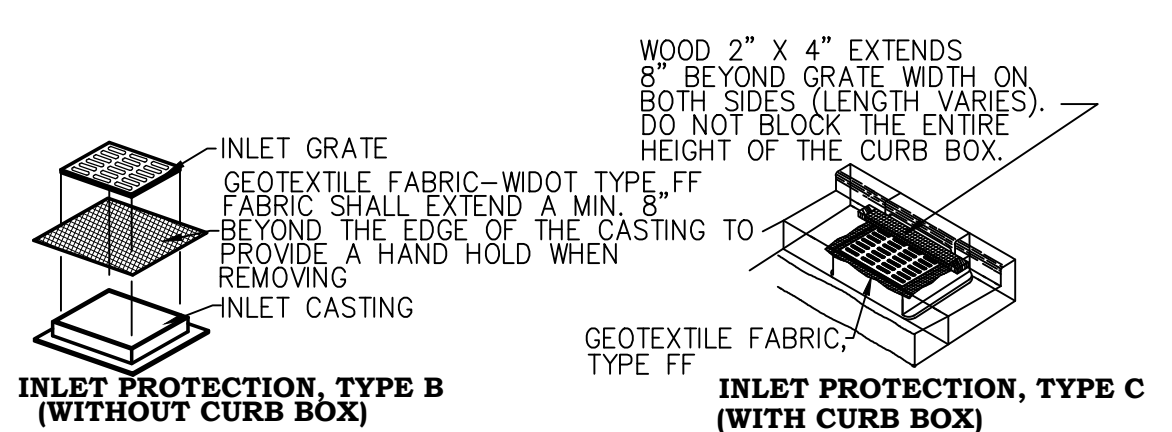 WOOD 2” X 4” EXTENDS
8” BEYOND GRATE WIDTH ON
BOTH SIDES (LENGTH VARIES).
DO NOT BLOCK THE ENTIRE
HEIGHT OF THE CURB BOX.
INLET GRATE
GEOTEXTILE FABRIC–WIDOT TYPE FF
FABRIC SHALL EXTEND A MIN. 8”
BEYOND THE EDGE OF THE CASTING TO
PROVIDE A HAND HOLD WHEN
REMOVING
INLET CASTING
GEOTEXTILE FABRIC,
TYPE FF
INLET PROTECTION, TYPE B
(WITHOUT CURB BOX)
INLET PROTECTION, TYPE C
(WITH CURB BOX)